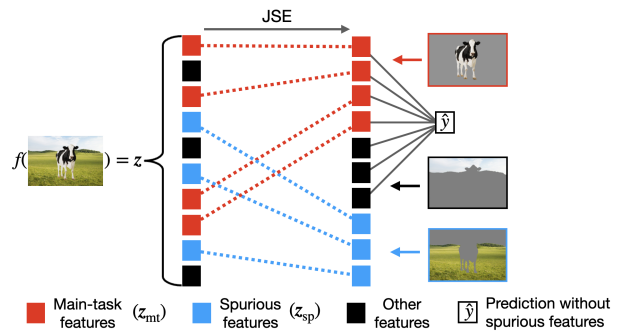 JSE
f( ) = z
ŷ
Main-task features (z_mt)
Spurious features (z_sp)
Other features
ŷ Prediction without spurious features